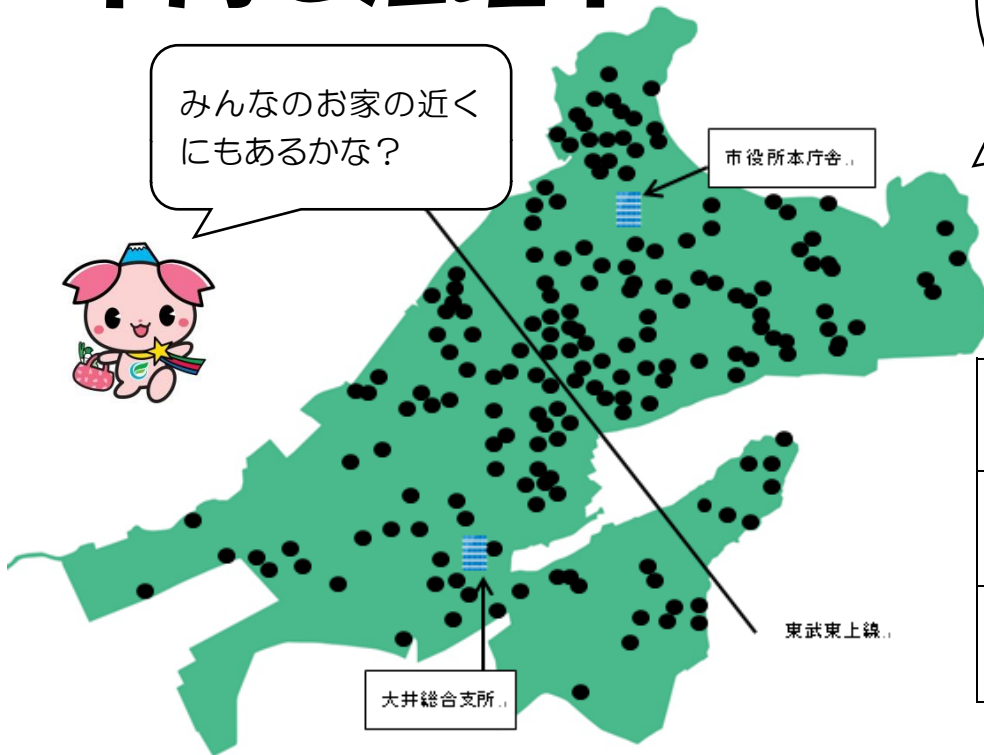 みんなのお家の近く
にもあるかな？
市役所本庁舎
東武東上線
大井総合支所